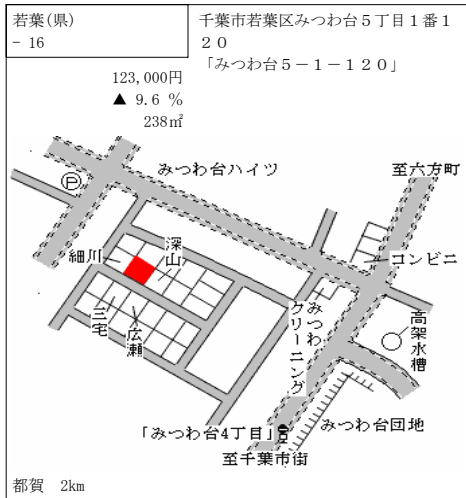 若葉(県)
- 16
千葉市若葉区みつわ台5丁目1番1
20
「みつわ台5-1-120」
123,000円
▲ 9.6 %
238㎡
みつわ台ハイツ
至六方町
P
深山
細川
コンビニ
みつわクリーニング
高架水槽
三宅
広瀬
「みつわ台4丁目」
みつわ台団地
至千葉市街
都賀 2km